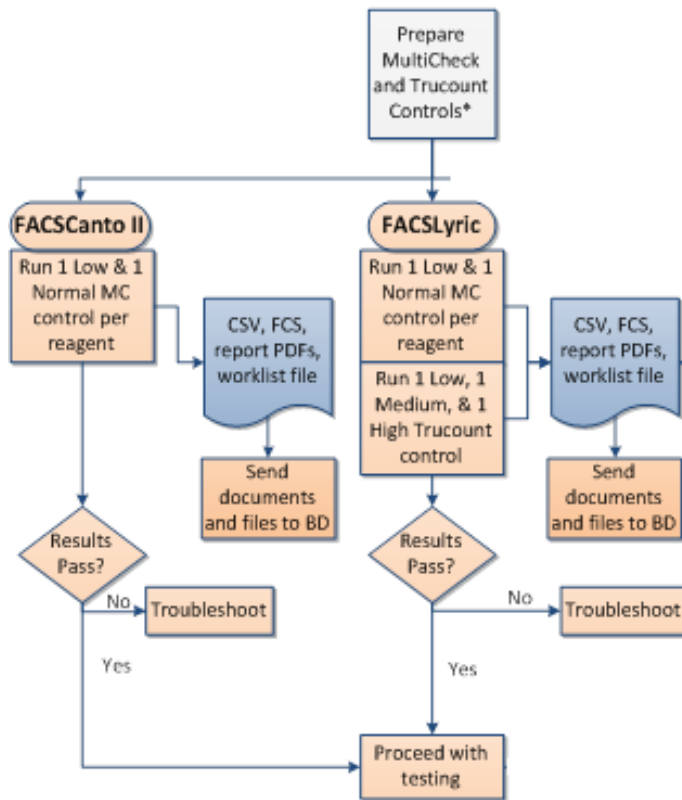 Prepare
MultiCheck
and Trucount
Controls*
FACSCanto II
Run 1 Low & 1
Normal MC
control per
reagent
CSV, FCS,
report PDFs,
worklist file
Send
documents
and files to BD
Results
Pass?
No
Troubleshoot
Yes
FACSLyric
Run 1 Low & 1
Normal MC
control per
reagent
Run 1 Low, 1
Medium, & 1
High Trucount
control
CSV, FCS,
report PDFs,
worklist file
Send
documents
and files to BD
Results
Pass?
No
Troubleshoot
Yes
Proceed with
testing